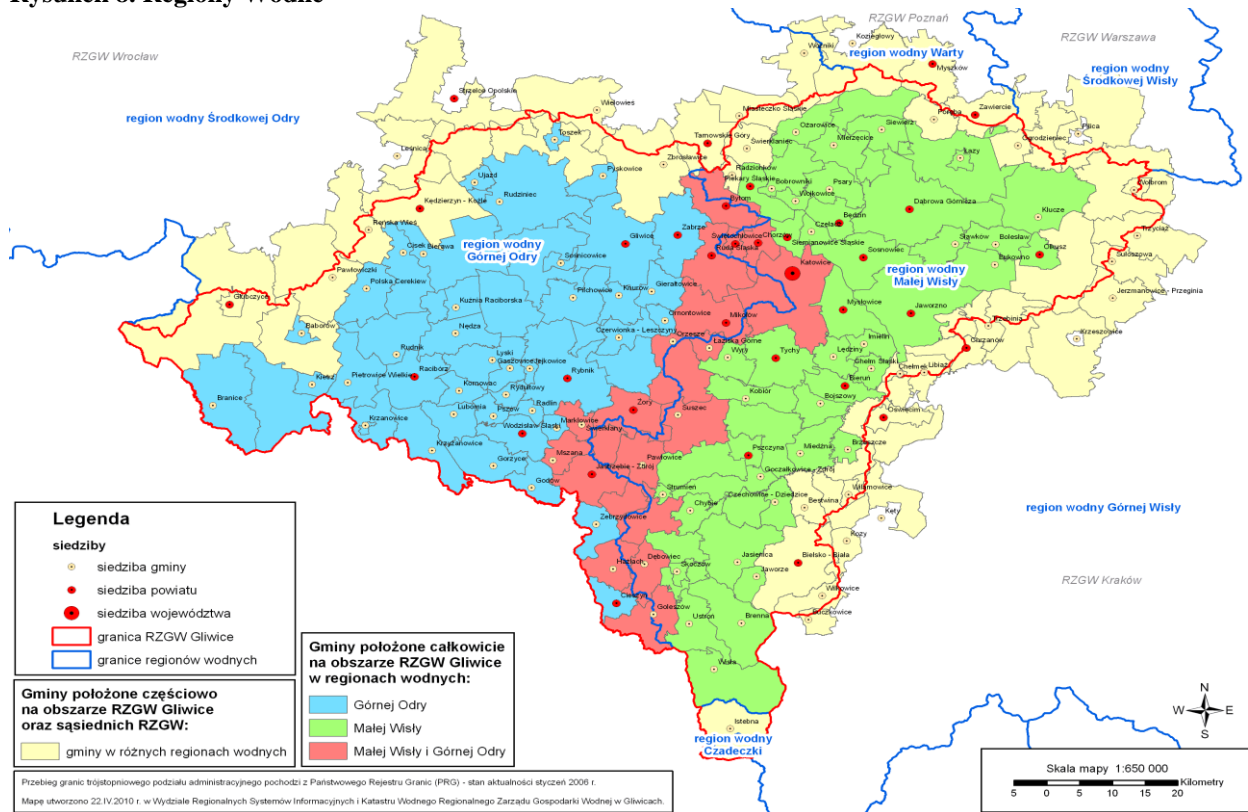 Rysunek 8. Regiony Wodne
RZGW Wrocław
RZGW Poznań
RZGW Warszawa
RZGW Kraków
region wodny Środkowej Odry
region wodny Warty
region wodny
Środkowej Wisły
region wodny
Górnej Odry
region wodny
Małej Wisły
region wodny Górnej Wisły
region wodny
Czadeczki
Koziegłowy
Woźniki
Myszków
Strzelce Opolskie
Wielowieś
Miasteczko Śląskie
Poręba
Zawiercie
Pilica
Ogrodzieniec
Siewierz
Ożarowice
Mierzęcice
Toszek
Tarnowskie Góry
Świerklaniec
Leśnica
Zbrosławice
Łazy
Radzionków
Pyskowice
Ujazd
Rudziniec
Piekary Śląskie
Bobrowniki
Psary
Wojkowice
Wolbrom
Kędzierzyn - Koźle
Bytom
Dąbrowa Górnicza
Klucze
Reńska Wieś
Zabrze
Gliwice
Świętochłowice
Chorzów
Czeladź
Będzin
Trzyciąż
Cisek
Bierawa
Ruda Śląska
Siemianowice Śląskie
Sosnowiec
Sławków
Bolesław
Olkusz
Bukowno
Sułoszowa
Sośnicowice
Katowice
Pawłowiczki
Polska Cerekiew
Pilchowice
Knurów
Gierałtowice
Jerzmanowice - Przeginia
Głubczyce
Kuźnia Raciborska
Ornontowice
Mikołów
Mysłowice
Jaworzno
Trzebinia
Krzeszowice
Baborów
Nędza
Czerwionka - Leszczyny
Orzesze
Łaziska Górne
Wyry
Tychy
Imielin
Lędziny
Chełm Śląski
Chrzanów
Rudnik
Lyski
Gaszowice
Jejkowice
Chełmek
Libiąż
Kietrz
Pietrowice Wielkie
Racibórz
Kornowac
Rydułtowy
Rybnik
Kobiór
Bieruń
Bojszowy
Branice
Lubomia
Pszów
Radlin
Żory
Suszec
Oświęcim
Krzanowice
Wodzisław Śląski
Marklowice
Świerklany
Krzyżanowice
Gorzyce
Mszana
Jastrzębie - Zdrój
Pawłowice
Pszczyna
Miedźna
Brzeszcze
Godów
Goczałkowice - Zdrój
Strumień
Czechowice - Dziedzice
Wilamowice
Bestwina
Zebrzydowice
Chybie
Kęty
Kozy
Hażlach
Dębowiec
Skoczów
Jasienica
Jaworze
Bielsko - Biała
Cieszyn
Goleszów
Wilkowice
Buczkowice
Ustroń
Brenna
Wisła
Istebna
Legenda
siedziby
siedziba gminy
siedziba powiatu
siedziba województwa
granica RZGW Gliwice
granice regionów wodnych
Gminy położone częściowo
na obszarze RZGW Gliwice
oraz sąsiednich RZGW:
gminy w różnych regionach wodnych
Gminy położone całkowicie
na obszarze RZGW Gliwice
w regionach wodnych:
Górnej Odry
Małej Wisły
Małej Wisły i Górnej Odry
N
W E
S
Skala mapy 1:650 000
5 0 5 10 15 20 Kilometry
Przebieg granic trójstopniowego podziału administracyjnego pochodzi z Państwowego Rejestru Granic (PRG) - stan aktualności styczeń 2006 r.
Mapę utworzono 22.IV.2010 r. w Wydziale Regionalnych Systemów Informacyjnych i Katastru Wodnego Regionalnego Zarządu Gospodarki Wodnej w Gliwicach.